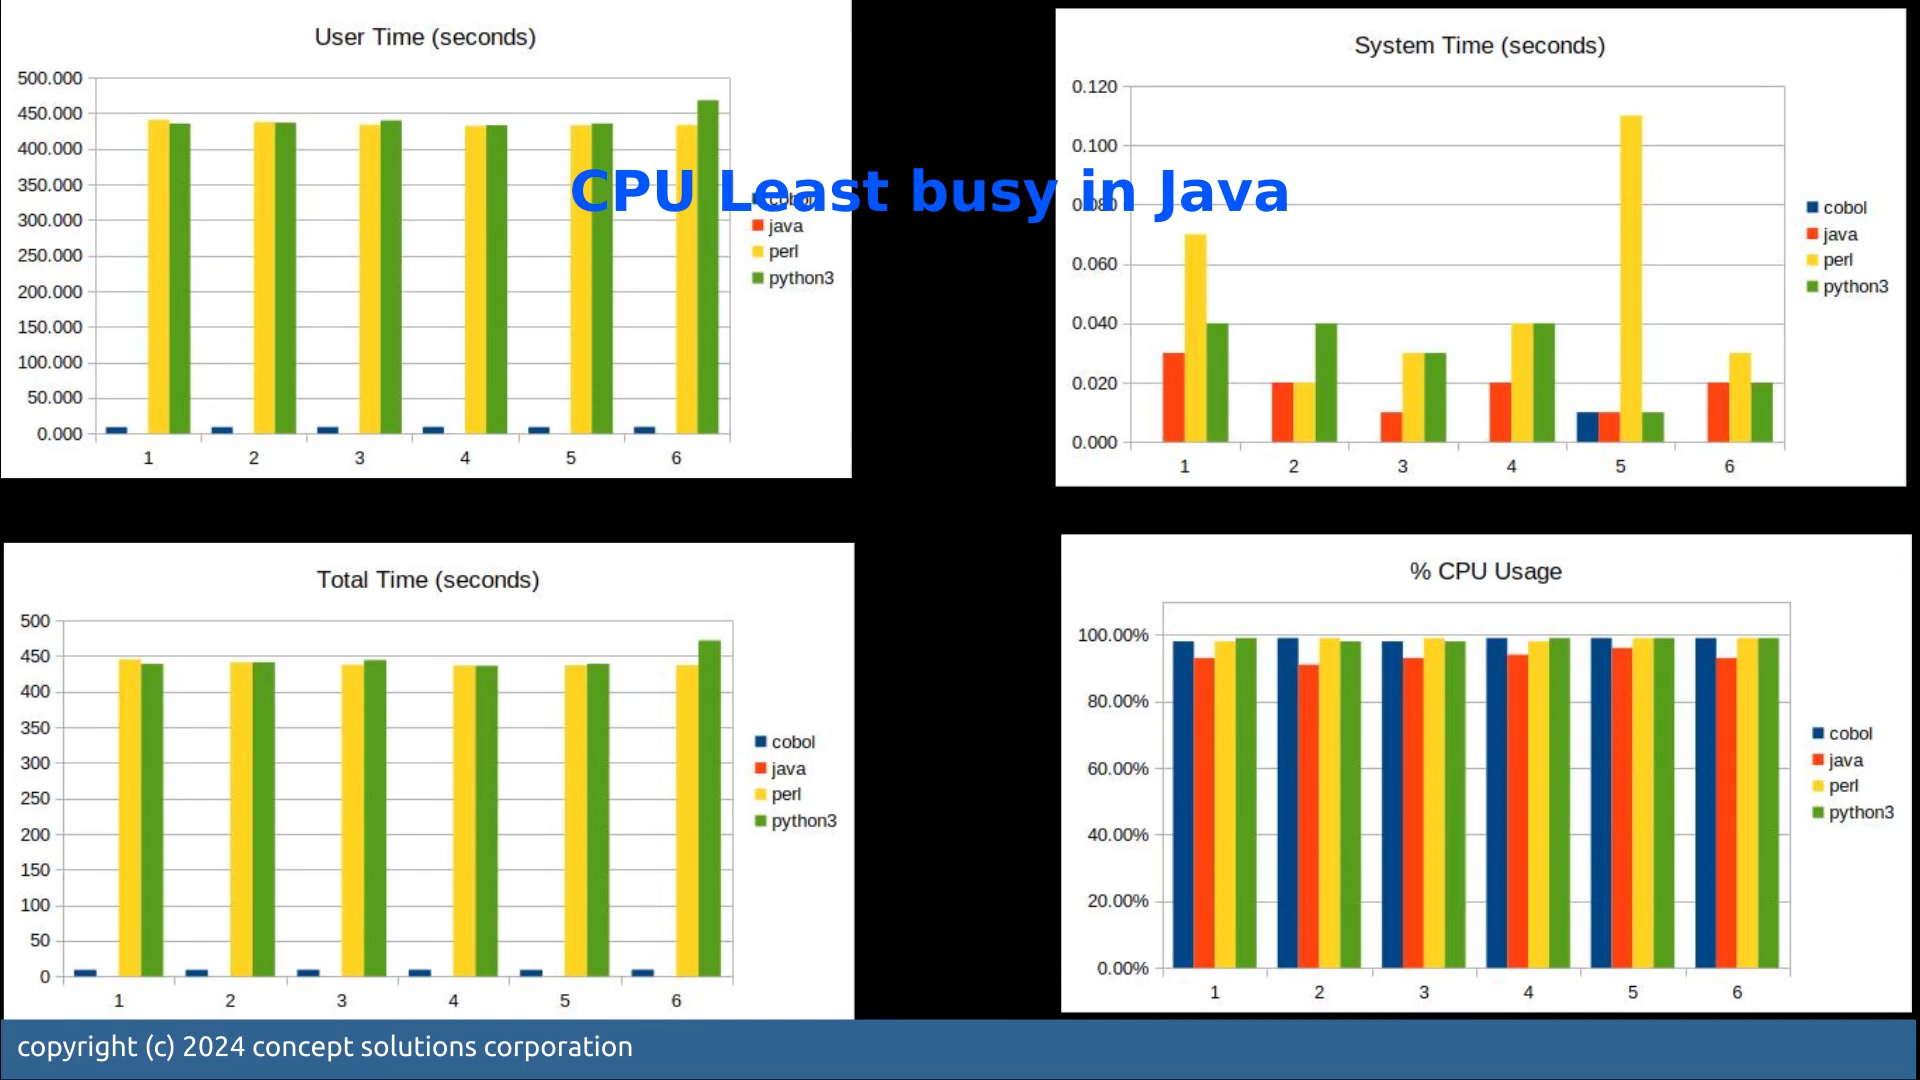 User Time (seconds)
500.000
450.000
400.000
350.000
300.000
250.000
200.000
150.000
100.000
50.000
0.000
1 2 3 4 5 6
cobol
java
perl
python3
System Time (seconds)
0.120
0.100
0.080
0.060
0.040
0.020
0.000
1 2 3 4 5 6
cobol
java
perl
python3
CPU Least busy in Java
Total Time (seconds)
500
450
400
350
300
250
200
150
100
50
0
1 2 3 4 5 6
cobol
java
perl
python3
% CPU Usage
100.00%
80.00%
60.00%
40.00%
20.00%
0.00%
1 2 3 4 5 6
cobol
java
perl
python3
copyright (c) 2024 concept solutions corporation